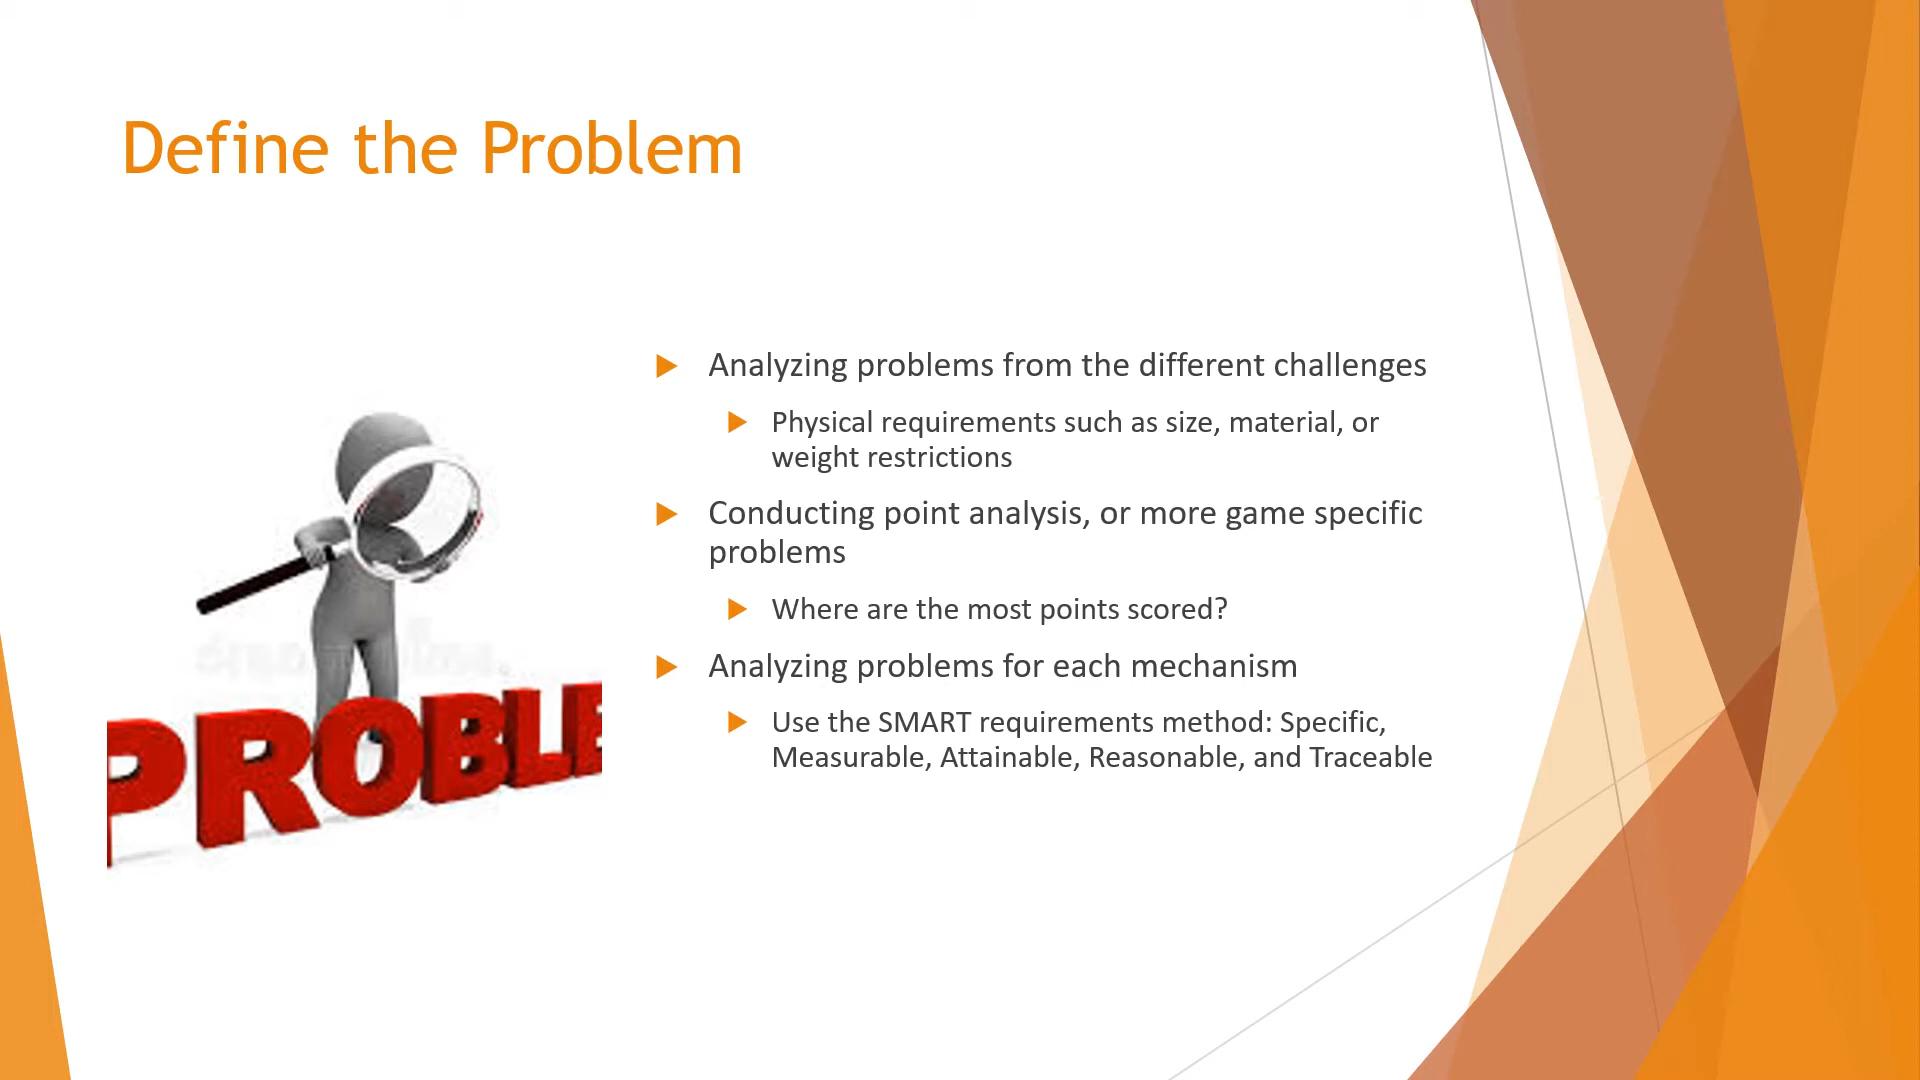 Define the Problem
Analyzing problems from the different challenges
Physical requirements such as size, material, or
weight restrictions
Conducting point analysis, or more game specific
problems
Where are the most points scored?
Analyzing problems for each mechanism
Use the SMART requirements method: Specific,
Measurable, Attainable, Reasonable, and Traceable
PROBLE